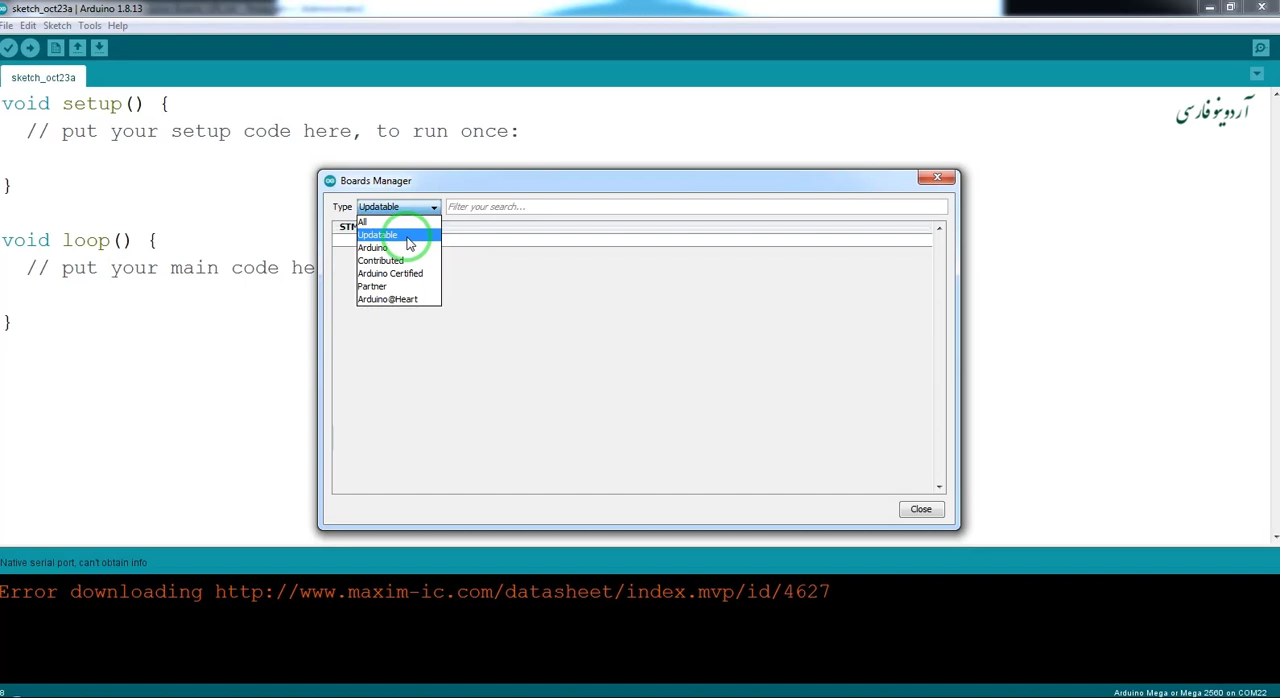 sketch_oct23a | Arduino 1.8.13
File Edit Sketch Tools Help
sketch_oct23a
void setup() {
// put your setup code here, to run once:
}
void loop() {
// put your main code he
}
آردوینو فارسی
Boards Manager
Type Updatable Filter your search...
All
Updatable
Arduino
Contributed
Arduino Certified
Partner
Arduino@Heart
Close
Native serial port, can't obtain info
Error downloading http://www.maxim-ic.com/datasheet/index.mvp/id/4627
8 Arduino Mega or Mega 2560 on COM22